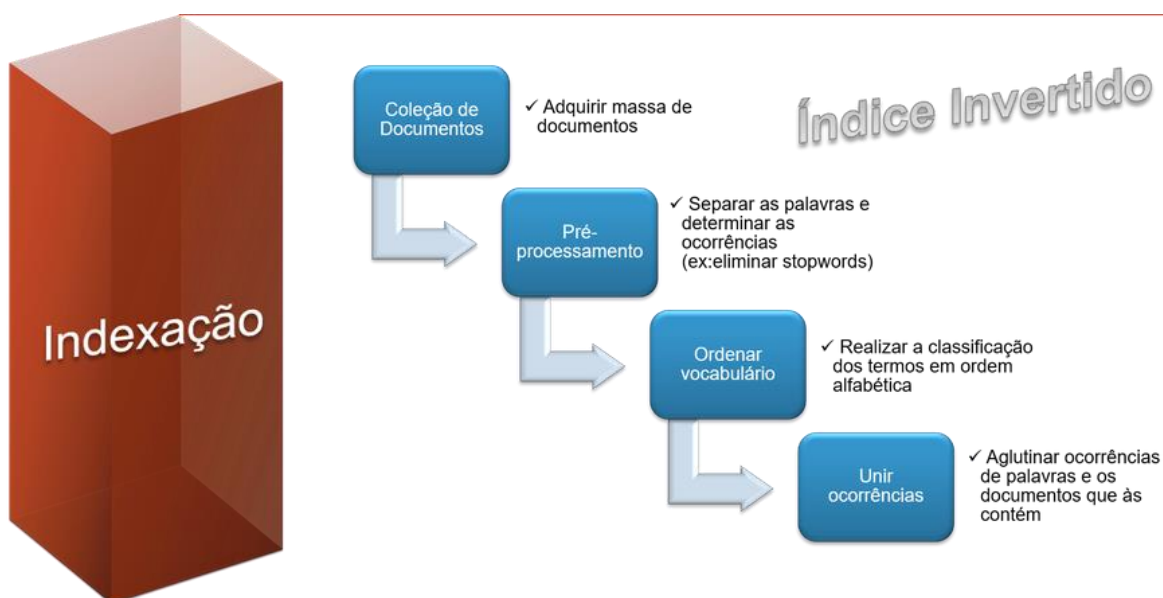 Índice Invertido
Indexação
Coleção de
Documentos
✓ Adquirir massa de
documentos
Pré-
processamento
✓ Separar as palavras e
determinar as
ocorrências
(ex:eliminar stopwords)
Ordenar
vocabulário
✓ Realizar a classificação
dos termos em ordem
alfabética
Unir
ocorrências
✓ Aglutinar ocorrências
de palavras e os
documentos que às
contém